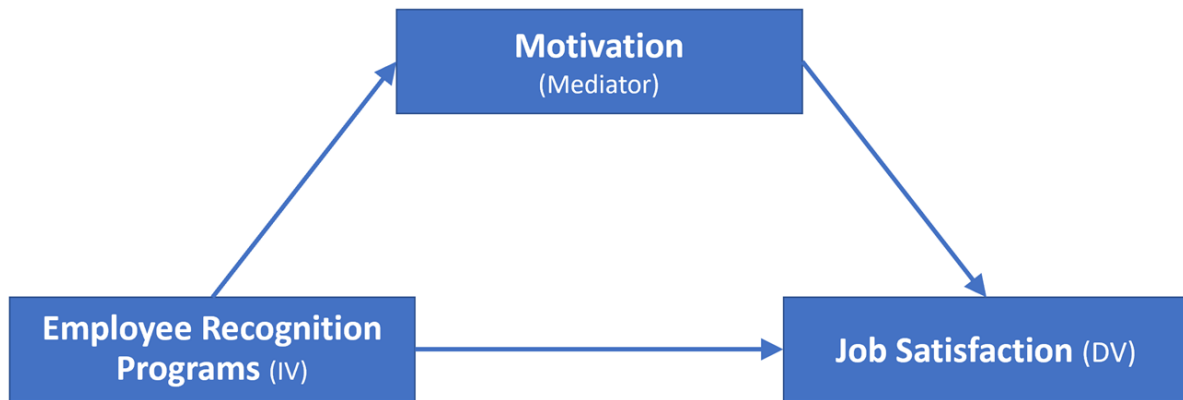 Motivation
(Mediator)
Employee Recognition
Programs (IV)
Job Satisfaction (DV)